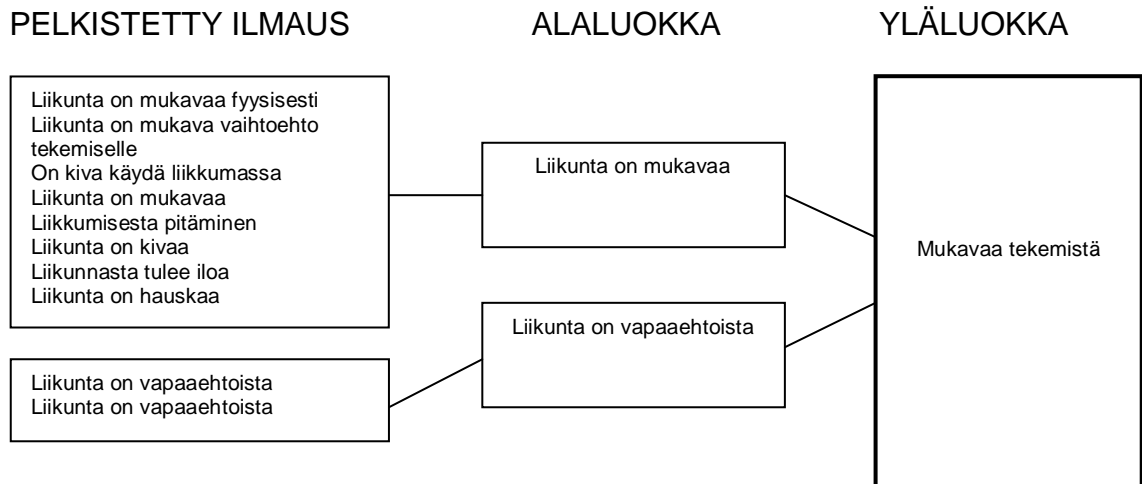 PELKISTETTY ILMAUS
ALALUOKKA
YLÄLUOKKA
Liikunta on mukavaa fyysisesti
Liikunta on mukava vaihtoehto
tekemiselle
On kiva käydä liikkumassa
Liikunta on mukavaa
Liikkumisesta pitäminen
Liikunta on kivaa
Liikunnasta tulee iloa
Liikunta on hauskaa
Liikunta on vapaaehtoista
Liikunta on vapaaehtoista
Liikunta on mukavaa
Liikunta on vapaaehtoista
Mukavaa tekemistä